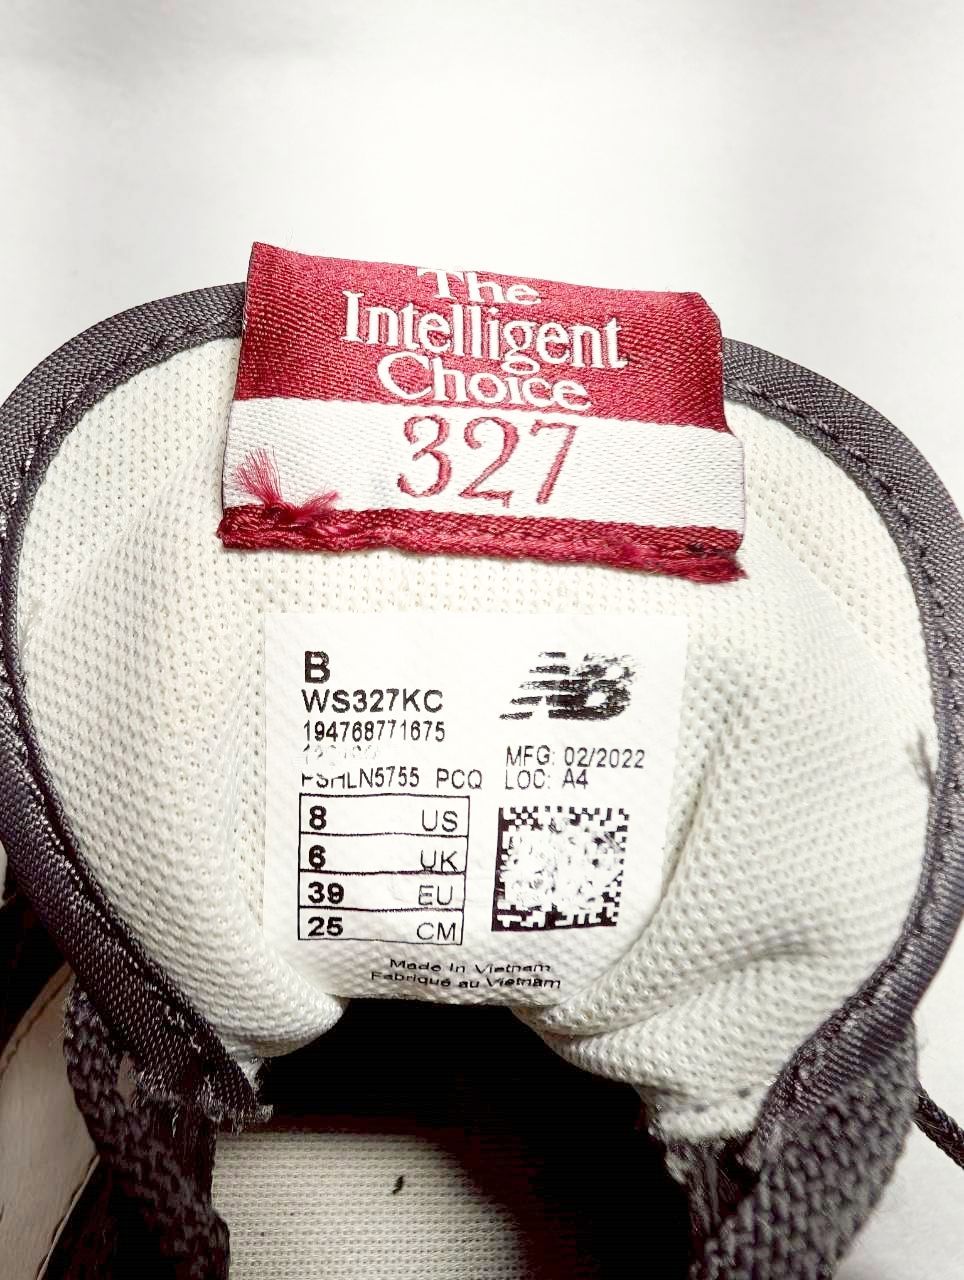 The
Intelligent
Choice
327
B
WS327KC
194768771675
PSHLN5755 PCQ
NB
MFG: 02/2022
LOC: A4
8 US
6 UK
39 EU
25 CM
Made In Vietnam
Fabriqué au Vietnam